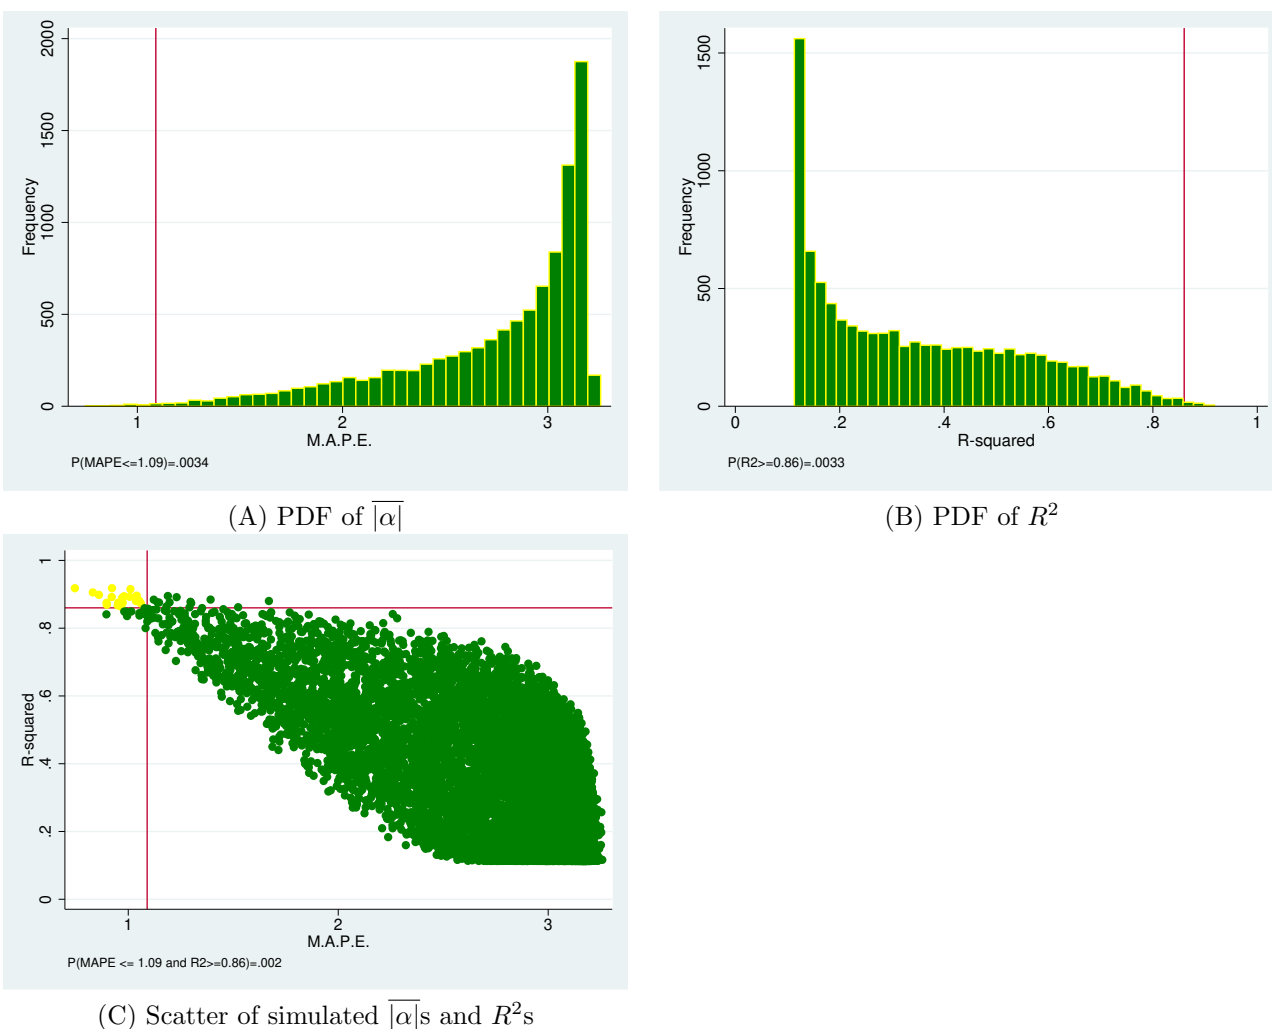 2000
1500
1000
500
0
Frequency
1
2
3
M.A.P.E.
P(MAPE<=1.09)=.0034
(A) PDF of |α|
1500
1000
500
0
Frequency
0
.2
.4
.6
.8
1
R-squared
P(R2>=0.86)=.0033
(B) PDF of R²
1
.8
.6
.4
.2
0
R-squared
1
2
3
M.A.P.E.
P(MAPE <= 1.09 and R2>=0.86)=.002
(C) Scatter of simulated |α|s and R²s